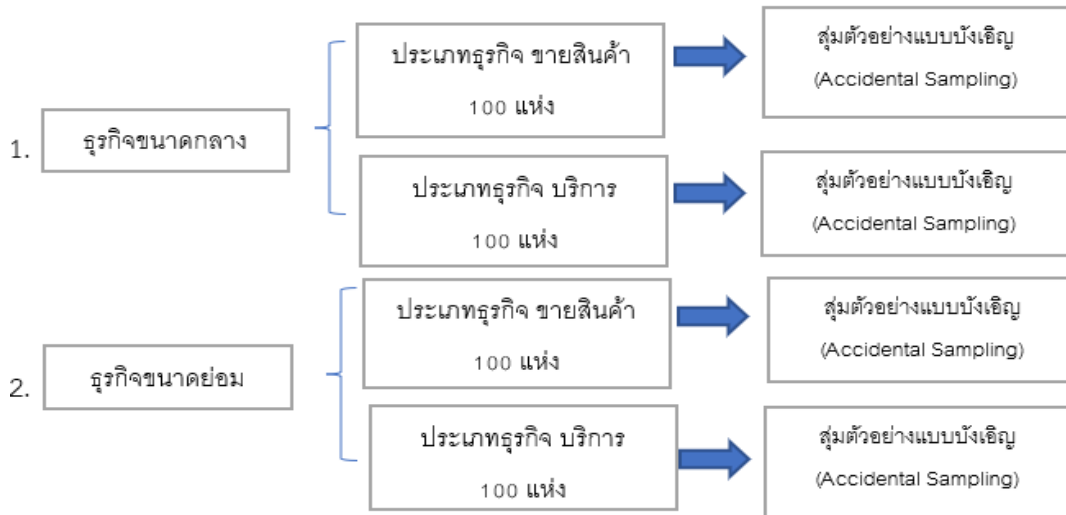 1.
ธุรกิจขนาดกลาง
ประเภทธุรกิจ ขายสินค้า
100 แห่ง
สุ่มตัวอย่างแบบบังเอิญ
(Accidental Sampling)
ประเภทธุรกิจ บริการ
100 แห่ง
สุ่มตัวอย่างแบบบังเอิญ
(Accidental Sampling)
2.
ธุรกิจขนาดย่อม
ประเภทธุรกิจ ขายสินค้า
100 แห่ง
สุ่มตัวอย่างแบบบังเอิญ
(Accidental Sampling)
ประเภทธุรกิจ บริการ
100 แห่ง
สุ่มตัวอย่างแบบบังเอิญ
(Accidental Sampling)